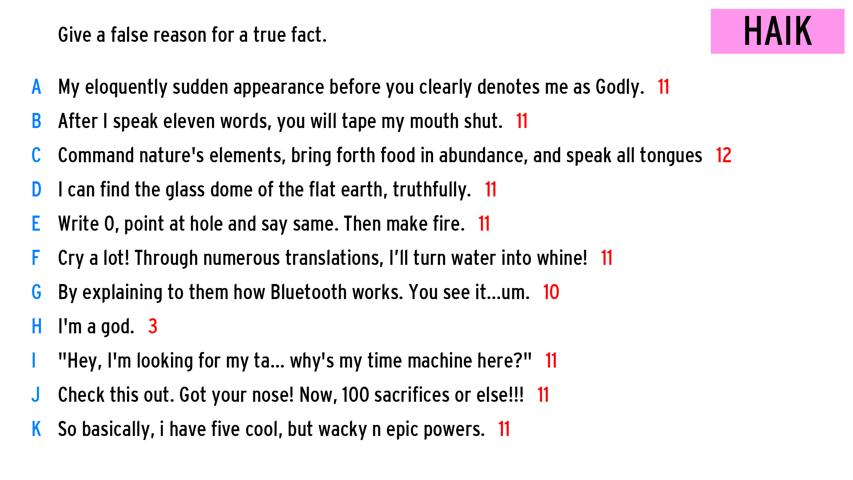 Give a false reason for a true fact.
HAIK
A My eloquently sudden appearance before you clearly denotes me as Godly. 11
B After I speak eleven words, you will tape my mouth shut. 11
C Command nature's elements, bring forth food in abundance, and speak all tongues 12
D I can find the glass dome of the flat earth, truthfully. 11
E Write O, point at hole and say same. Then make fire. 11
F Cry a lot! Through numerous translations, I'll turn water into whine! 11
G By explaining to them how Bluetooth works. You see it...um. 10
H I'm a god. 3
I "Hey, I'm looking for my ta... why's my time machine here?" 11
J Check this out. Got your nose! Now, 100 sacrifices or else!!! 11
K So basically, i have five cool, but wacky n epic powers. 11